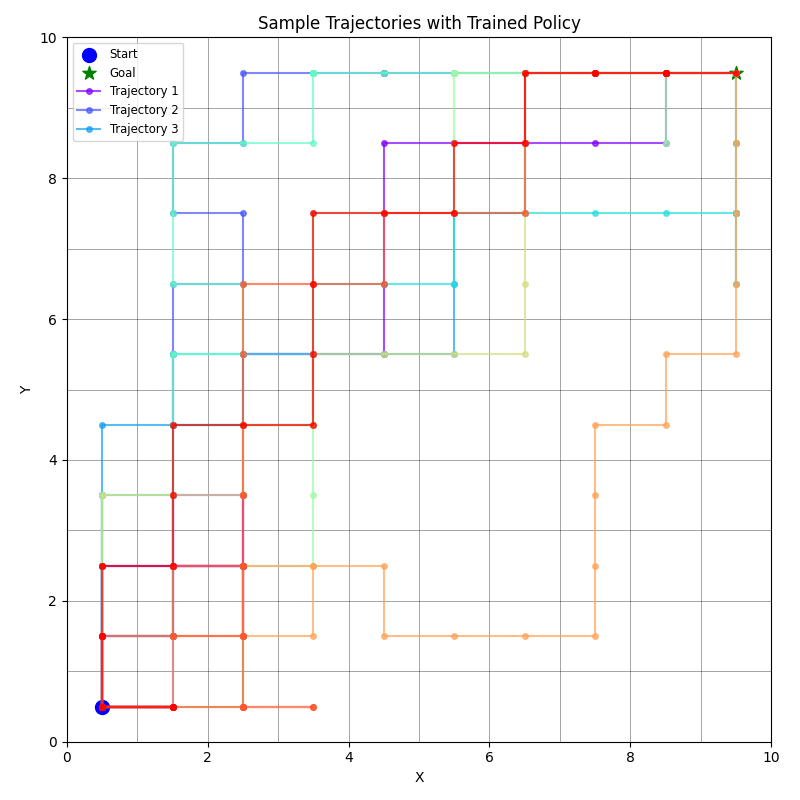 Sample Trajectories with Trained Policy
Start
Goal
Trajectory 1
Trajectory 2
Trajectory 3
10
8
6
4
2
0
Y
0 2 4 6 8 10
X